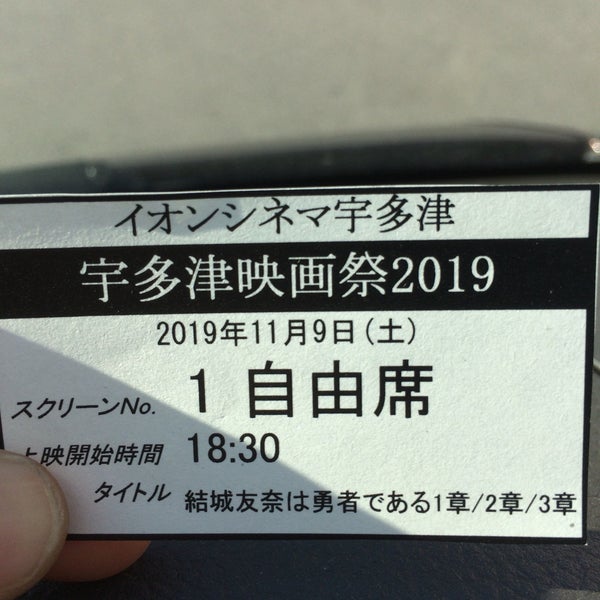 イオンシネマ宇多津
宇多津映画祭2019
2019年11月9日(土)
スクリーンNo. 1 自由席
上映開始時間 18:30
タイトル 結城友奈は勇者である1章/2章/3章